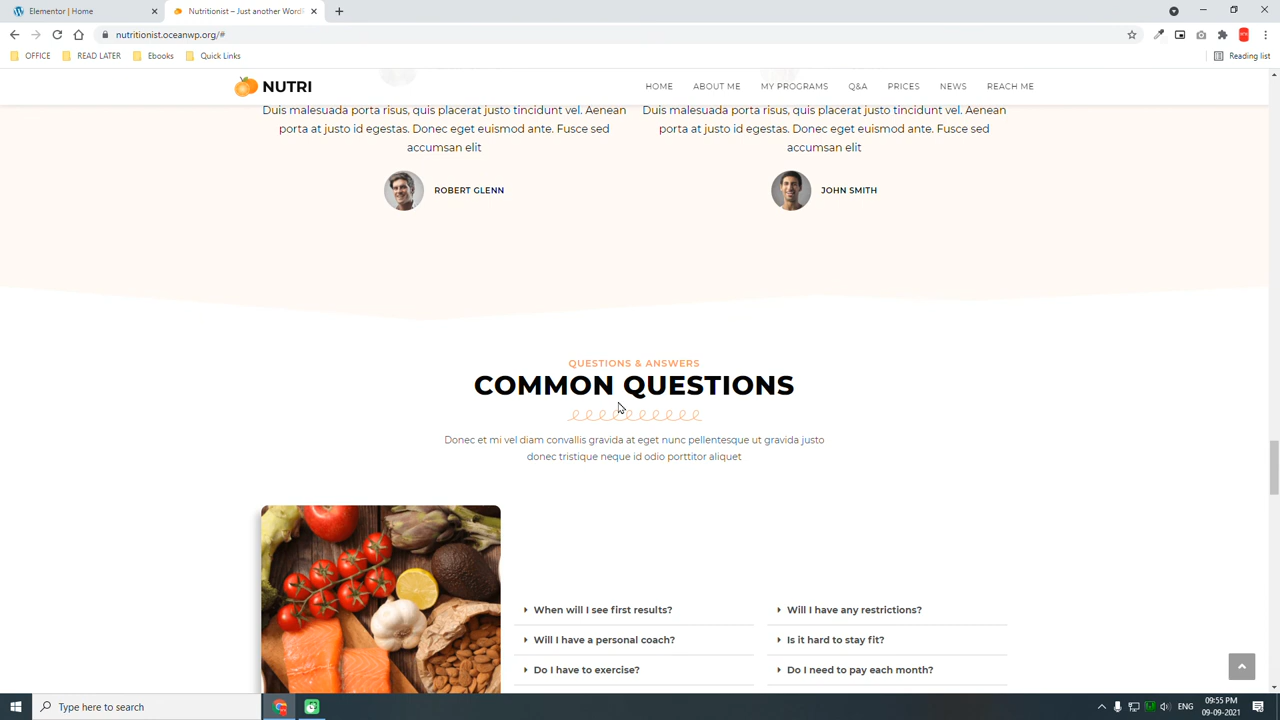 Elementor | Home
Nutritionist – Just another Word
nutritionist.oceanwp.org/#
OFFICE READ LATER Ebooks Quick Links Reading list
NUTRI HOME ABOUT ME MY PROGRAMS Q&A PRICES NEWS REACH ME
Duis malesuada porta risus, quis placerat justo tincidunt vel. Aenean
porta at justo id egestas. Donec eget euismod ante. Fusce sed
accumsan elit
ROBERT GLENN
Duis malesuada porta risus, quis placerat justo tincidunt vel. Aenean
porta at justo id egestas. Donec eget euismod ante. Fusce sed
accumsan elit
JOHN SMITH
QUESTIONS & ANSWERS
COMMON QUESTIONS
Donec et mi vel diam convallis gravida at eget nunc pellentesque ut gravida justo
donec tristique neque id odio porttitor aliquet
When will I see first results?
Will I have a personal coach?
Do I have to exercise?
Will I have any restrictions?
Is it hard to stay fit?
Do I need to pay each month?
Type here to search
ENG
09:55 PM
09-09-2021